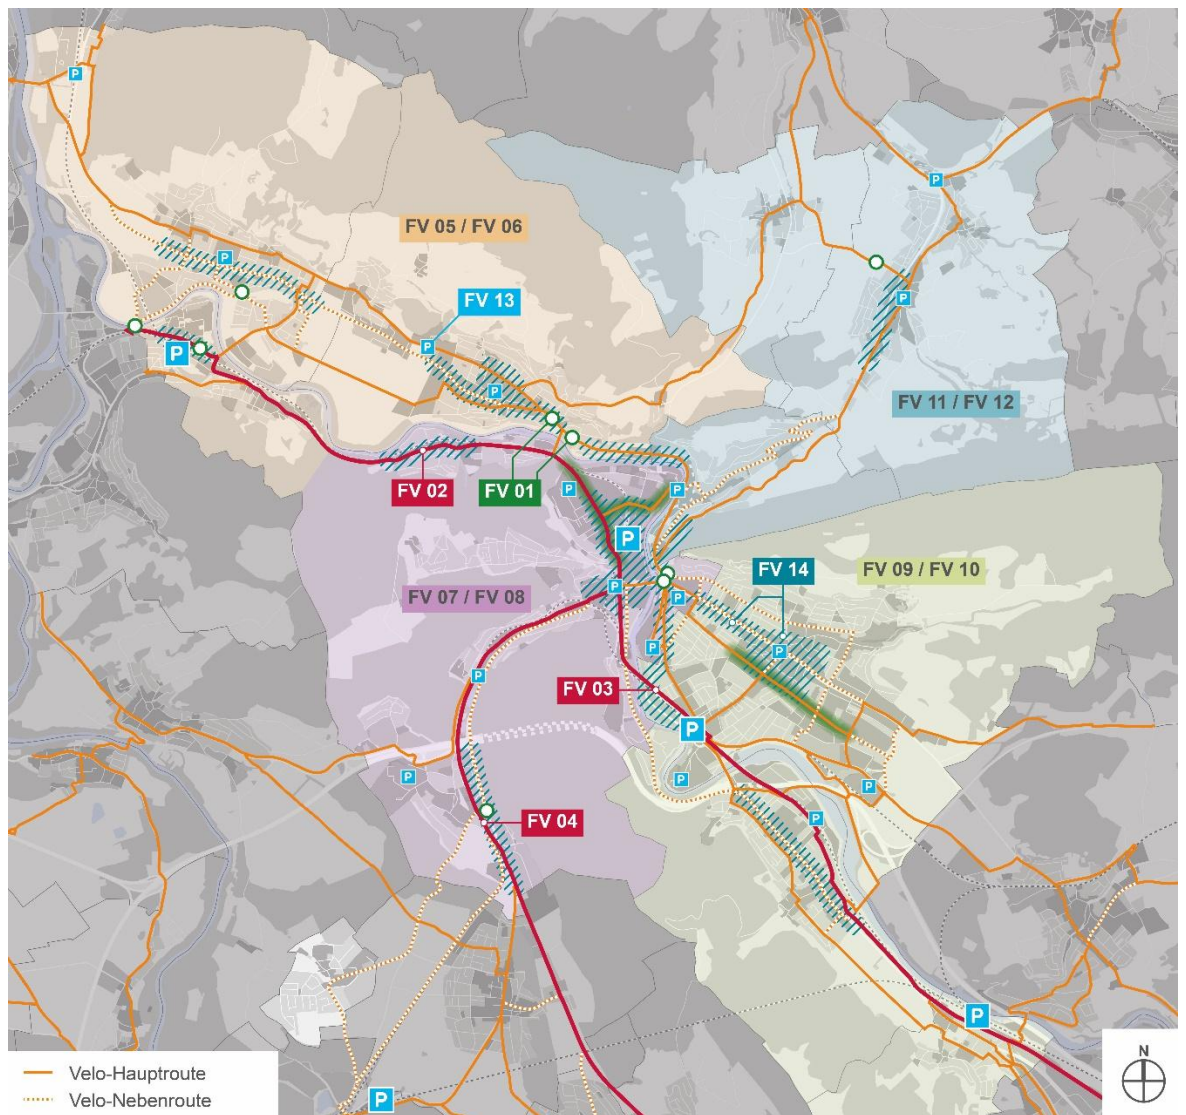 P
FV 05 / FV 06
P
P
FV 13
P
P
P
P
P
FV 11 / FV 12
FV 02
FV 01
P
P
P
FV 14
FV 09 / FV 10
FV 07 / FV 08
P
P
P
P
P
FV 03
P
P
P
P
FV 04
P
P
P
N
Velo-Hauptroute
Velo-Nebenroute